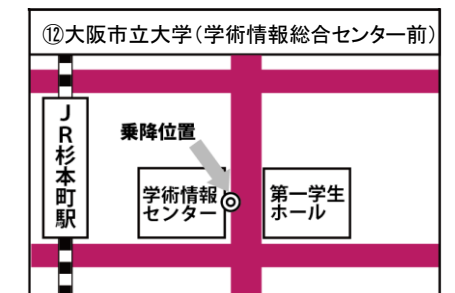 ⑫大阪市立大学(学術情報総合センター前)
JR杉本町駅
乗降位置
学術情報
センター
第一学生
ホール